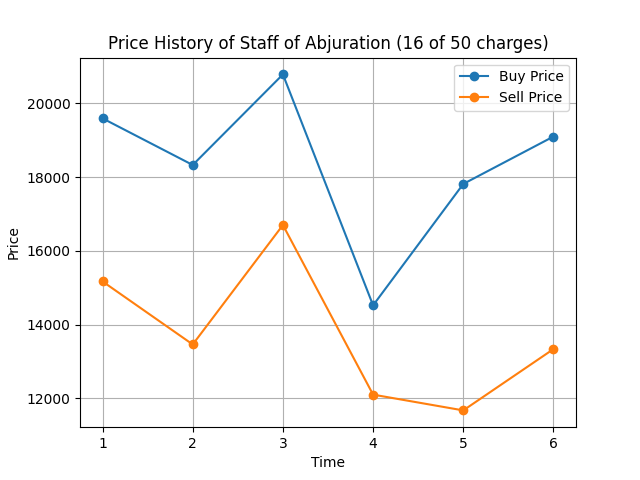 Price History of Staff of Abjuration (16 of 50 charges)
Buy Price
Sell Price
Price
20000
18000
16000
14000
12000
1 2 3 4 5 6
Time